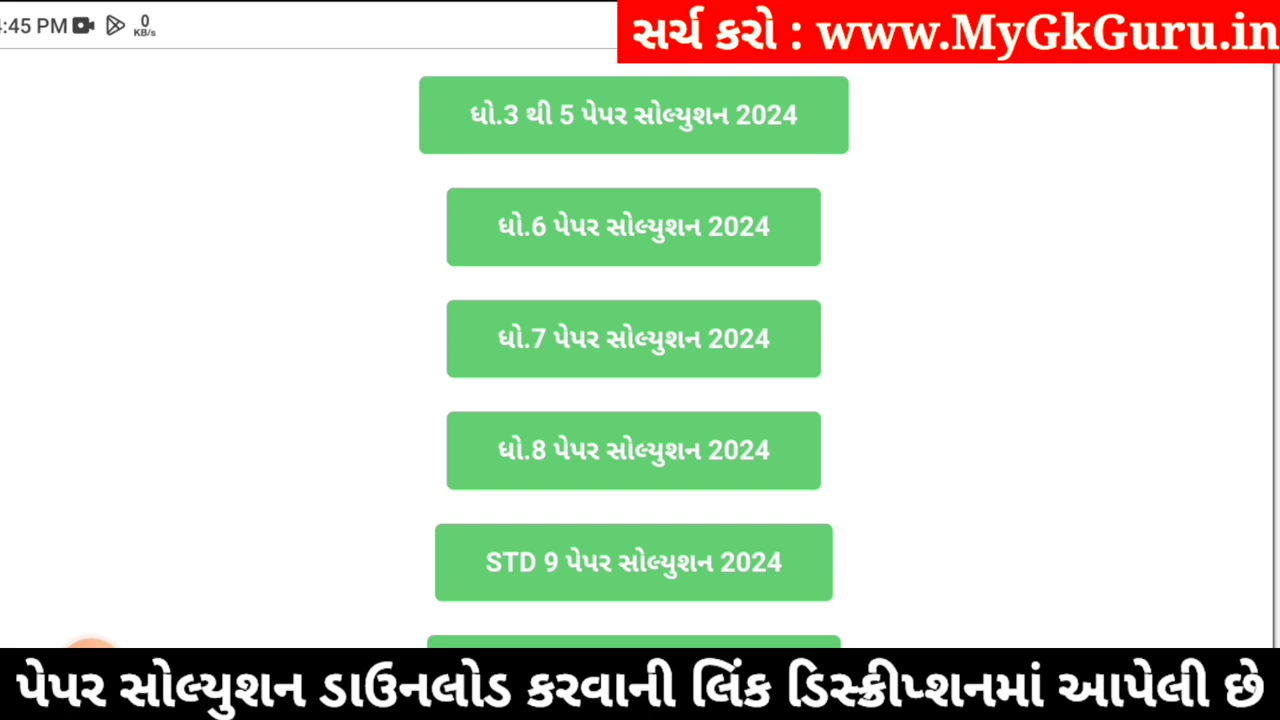 :45 PM 0 KB/s
સર્ચ કરો : www.MyGkGuru.in
ધો.3 થી 5 પેપર સોલ્યુશન 2024
ધો.6 પેપર સોલ્યુશન 2024
ધો.7 પેપર સોલ્યુશન 2024
ધો.8 પેપર સોલ્યુશન 2024
STD 9 પેપર સોલ્યુશન 2024
પેપર સોલ્યુશન ડાઉનલોડ કરવાની લિંક ડિસ્ક્રીપ્શનમાં આપેલી છે